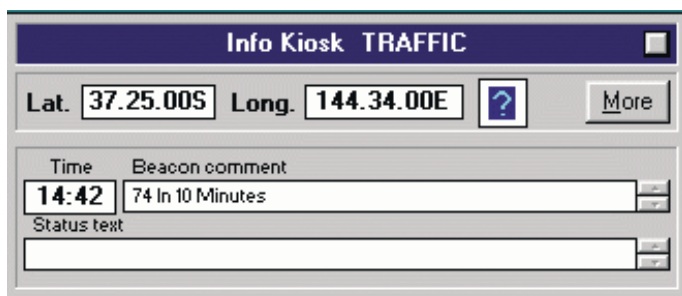 Info Kiosk TRAFFIC
Lat. 37.25.00S Long. 144.34.00E ? More
Time Beacon comment
14:42 74 In 10 Minutes
Status text